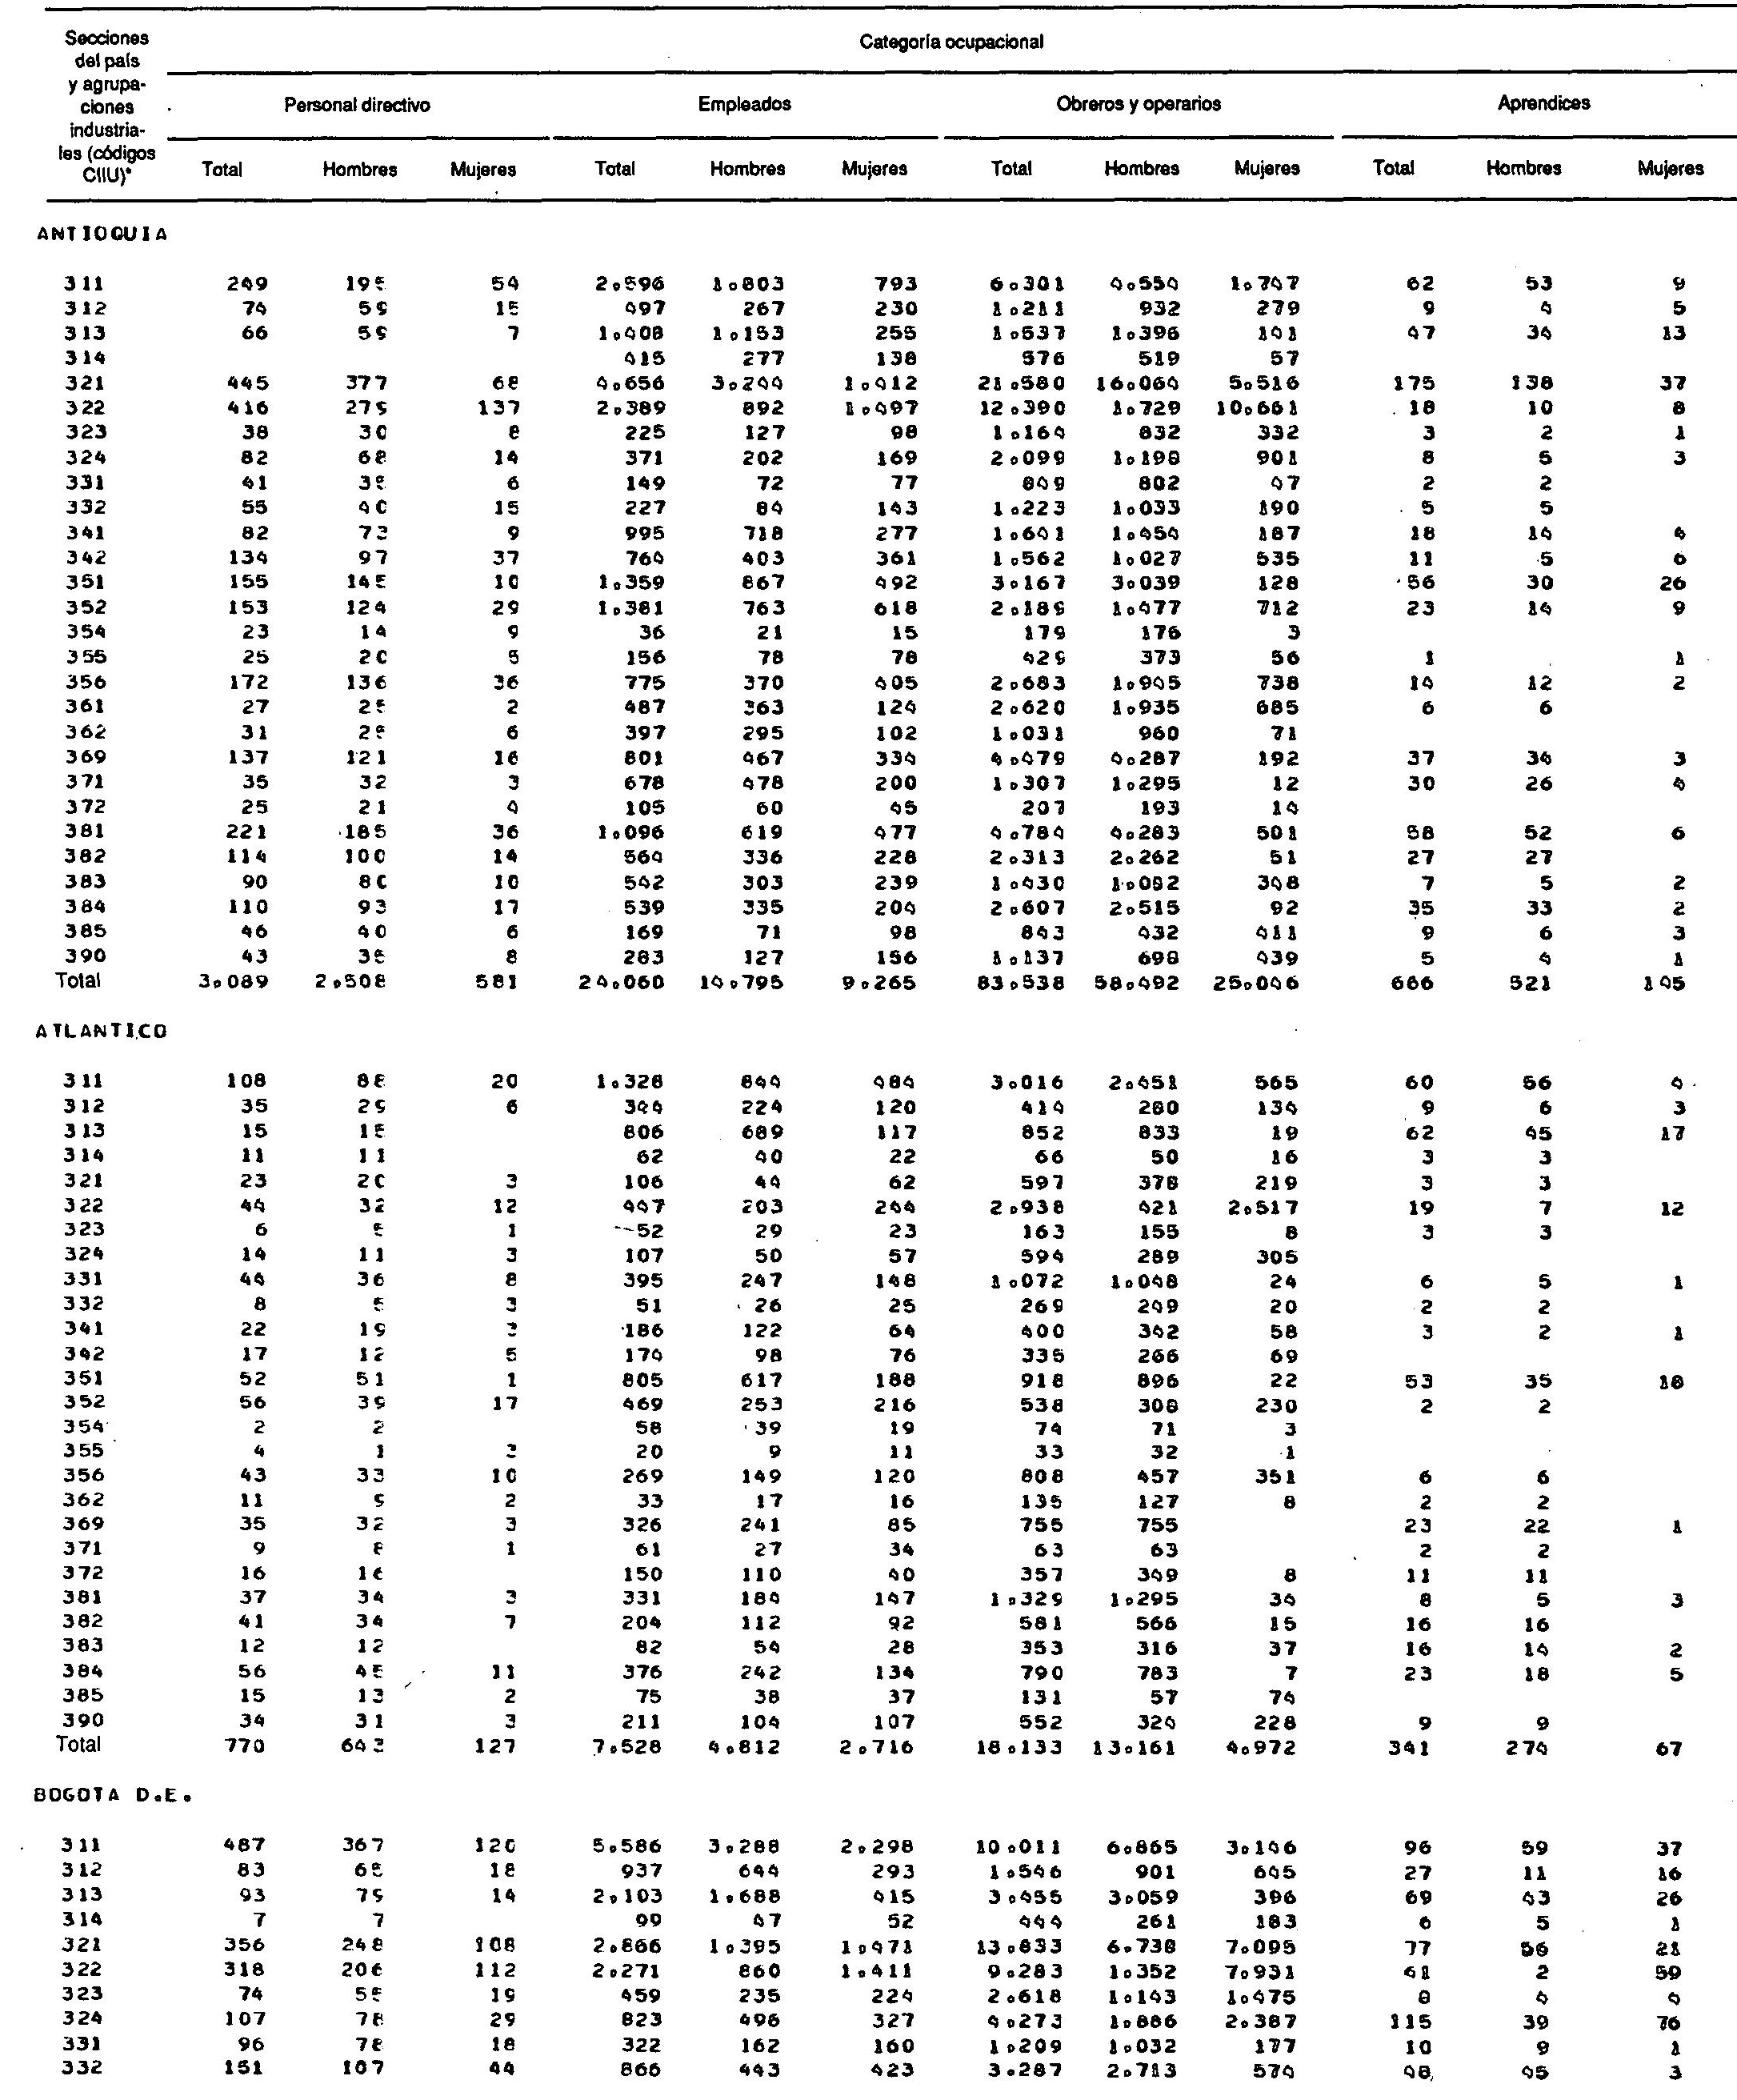 Secciones
del país
y agrupa-
ciones
industria-
les (códigos
CIIU)*
Categoría ocupacional
Personal directivo Empleados Obreros y operarios Aprendices
Total Hombres Mujeres Total Hombres Mujeres Total Hombres Mujeres Total Hombres Mujeres
ANTIOQUIA
311 249 195 54 2.596 1.803 793 6.301 4.554 1.747 62 53 9
312 74 59 15 497 267 230 1.211 932 279 9 4 5
313 66 59 7 1.408 1.153 255 1.537 1.396 141 47 34 13
314 415 277 138 576 519 57
321 445 377 68 4.656 3.244 1.412 21.580 16.064 5.516 175 138 37
322 416 279 137 2.389 892 1.497 12.390 1.729 10.661 18 10 8
323 38 30 8 225 127 98 1.164 832 332 3 2 1
324 82 68 14 371 202 169 2.099 1.198 901 8 5 3
331 41 35 6 149 72 77 849 802 47 2 2
332 55 40 15 227 84 143 1.223 1.033 190 5 5
341 82 73 9 995 718 277 1.641 1.454 187 18 14 4
342 134 97 37 764 403 361 1.562 1.027 535 11 5 6
351 155 145 10 1.359 867 492 3.167 3.039 128 56 30 26
352 153 124 29 1.381 763 618 2.189 1.477 712 23 14 9
354 23 14 9 36 21 15 179 176 3
355 25 20 5 156 78 78 429 373 56 1 1
356 172 136 36 775 370 405 2.683 1.945 738 14 12 2
361 27 25 2 487 363 124 2.620 1.935 685 6 6
362 31 25 6 397 295 102 1.031 960 71
369 137 121 16 801 467 334 4.479 4.287 192 37 34 3
371 35 32 3 678 478 200 1.307 1.295 12 30 26 4
372 25 21 4 105 60 45 207 193 14
381 221 185 36 1.096 619 477 4.784 4.283 501 58 52 6
382 114 100 14 564 336 228 2.313 2.262 51 27 27
383 90 80 10 542 303 239 1.430 1.082 348 7 5 2
384 110 93 17 539 335 204 2.607 2.515 92 35 33 2
385 46 40 6 169 71 98 843 432 411 9 6 3
390 43 35 8 283 127 156 1.137 698 439 5 4 1
Total 3.089 2.508 581 24.060 14.795 9.265 83.538 58.492 25.046 666 521 145
ATLANTICO
311 108 88 20 1.328 844 484 3.016 2.451 565 60 56 4
312 35 29 6 344 224 120 414 280 134 9 6 3
313 15 15 806 689 117 852 833 19 62 45 17
314 11 11 62 40 22 66 50 16 3 3
321 23 20 3 106 44 62 597 378 219 3 3
322 44 32 12 447 203 244 2.938 421 2.517 19 7 12
323 6 5 1 52 29 23 163 155 8 3 3
324 14 11 3 107 50 57 594 289 305
331 44 36 8 395 247 148 1.072 1.048 24 6 5 1
332 8 5 3 51 26 25 269 249 20 2 2
341 22 19 3 186 122 64 400 342 58 3 2 1
342 17 12 5 174 98 76 335 266 69
351 52 51 1 805 617 188 918 896 22 53 35 18
352 56 39 17 469 253 216 538 308 230 2 2
354 2 2 58 39 19 74 71 3
355 4 1 3 20 9 11 33 32 1
356 43 33 10 269 149 120 808 457 351 6 6
362 11 9 2 33 17 16 135 127 8 2 2
369 35 32 3 326 241 85 755 755 23 22 1
371 9 8 1 61 27 34 63 63 2 2
372 16 16 150 110 40 357 349 8 11 11
381 37 34 3 331 184 147 1.329 1.295 34 8 5 3
382 41 34 7 204 112 92 581 566 15 16 16
383 12 12 82 54 28 353 316 37 16 14 2
384 56 45 11 376 242 134 790 783 7 23 18 5
385 15 13 2 75 38 37 131 57 74
390 34 31 3 211 104 107 552 324 228 9 9
Total 770 643 127 7.528 4.812 2.716 18.133 13.161 4.972 341 274 67
BOGOTA D.E.
311 487 367 120 5.586 3.288 2.298 10.011 6.865 3.146 96 59 37
312 83 65 18 937 644 293 1.546 901 645 27 11 16
313 93 79 14 2.103 1.688 415 3.455 3.059 396 69 43 26
314 7 7 99 47 52 444 261 183 6 5 1
321 356 248 108 2.866 1.395 1.471 13.833 6.738 7.095 77 56 21
322 318 206 112 2.271 860 1.411 9.283 1.352 7.931 61 2 59
323 74 55 19 459 235 224 2.618 1.143 1.475 8 4 4
324 107 78 29 823 496 327 4.273 1.886 2.387 115 39 76
331 96 78 18 322 162 160 1.209 1.032 177 10 9 1
332 151 107 44 866 443 423 3.287 2.713 574 48 45 3